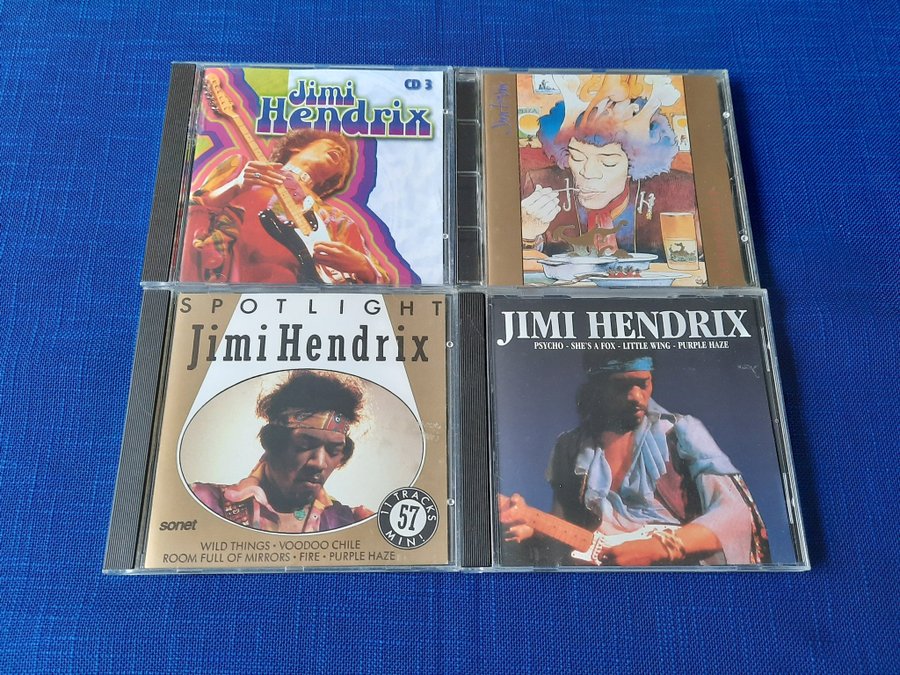 CD 3
Jimi
Hendrix
SPOTLIGHT
Jimi Hendrix
sonet
11 TRACKS
57
MIN!
WILD THINGS • VOODOO CHILE
ROOM FULL OF MIRRORS • FIRE • PURPLE HAZE
JIMI HENDRIX
PSYCHO - SHE'S A FOX - LITTLE WING - PURPLE HAZE